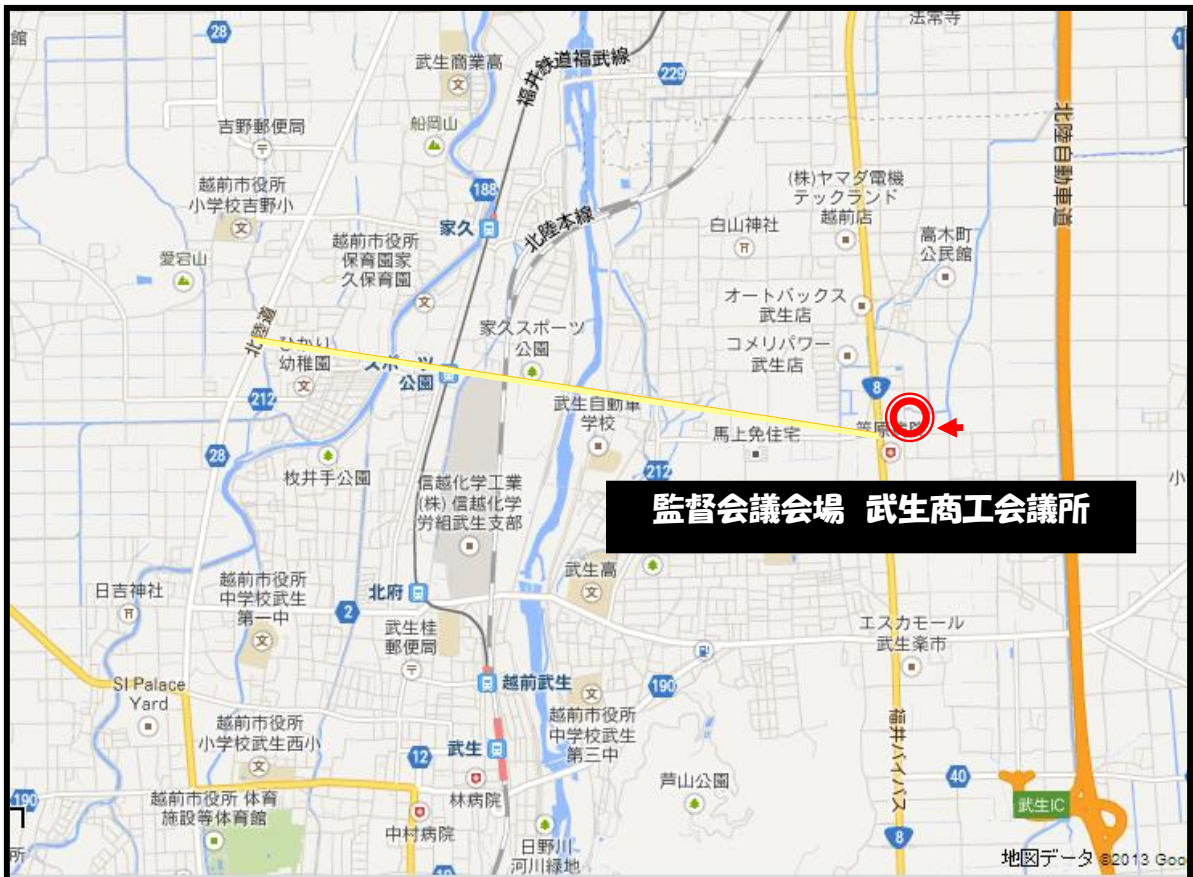 館
28
武生商業高
福井鉄道福武線
229
法常寺
1
北陸自動車道
吉野郵便局
船岡山
越前市役所
小学校吉野小
188
(株)ヤマダ電機
テックランド
越前店
家久
北陸本線
白山神社
愛宕山
越前市役所
保育園家
久保育園
高木町
公民館
オートバックス
武生店
北陸道
ひかり
幼稚園
家久スポーツ
公園
コメリパワー
武生店
スポーツ
公園
8
212
武生自動車
学校
馬上免住宅
28
枚井手公園
212
小
信越化学工業
(株) 信越化学
労組武生支部
監督会議会場 武生商工会議所
日吉神社
越前市役所
中学校武生
第一中
北府
2
武生高
武生桂
郵便局
エスカモール
武生楽市
SI Palace
Yard
越前武生
190
越前市役所
中学校武生
第三中
越前市役所
小学校武生西小
12
武生
福井バイパス
40
芦山公園
武生IC
190
越前市役所 体育
施設等体育館
林病院
中村病院
日野川
河川緑地
8
所
地図データ ©2013 Goo